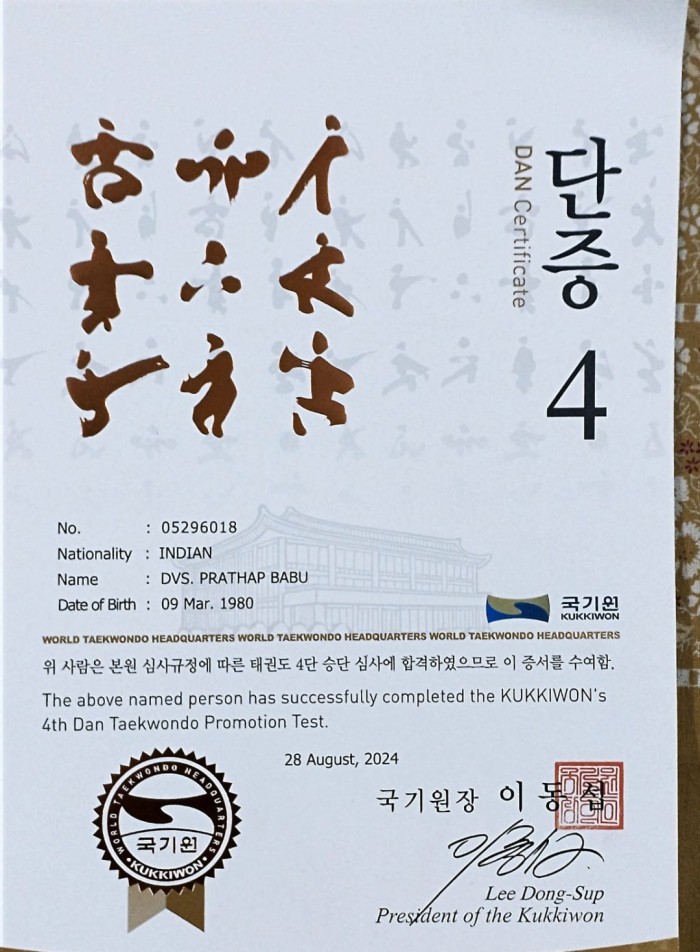 단증
DAN Certificate
4
No. : 05296018
Nationality : INDIAN
Name : DVS. PRATHAP BABU
Date of Birth : 09 Mar. 1980
국기원
KUKKIWON
WORLD TAEKWONDO HEADQUARTERS WORLD TAEKWONDO HEADQUARTERS WORLD TAEKWONDO HEADQUARTERS
위 사람은 본원 심사규정에 따른 태권도 4단 승단 심사에 합격하였으므로 이 증서를 수여함.
The above named person has successfully completed the KUKKIWON's
4th Dan Taekwondo Promotion Test.
28 August, 2024
WORLD TAEKWONDO HEADQUARTERS
국기원
KUKKIWON
국기원장 이동섭
Lee Dong-Sup
President of the Kukkiwon